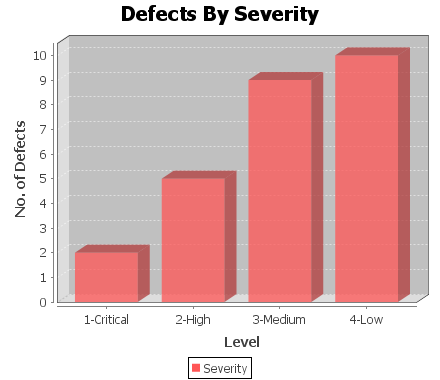 Defects By Severity
No. of Defects
10
9
8
7
6
5
4
3
2
1
0
1-Critical 2-High 3-Medium 4-Low
Level
Severity